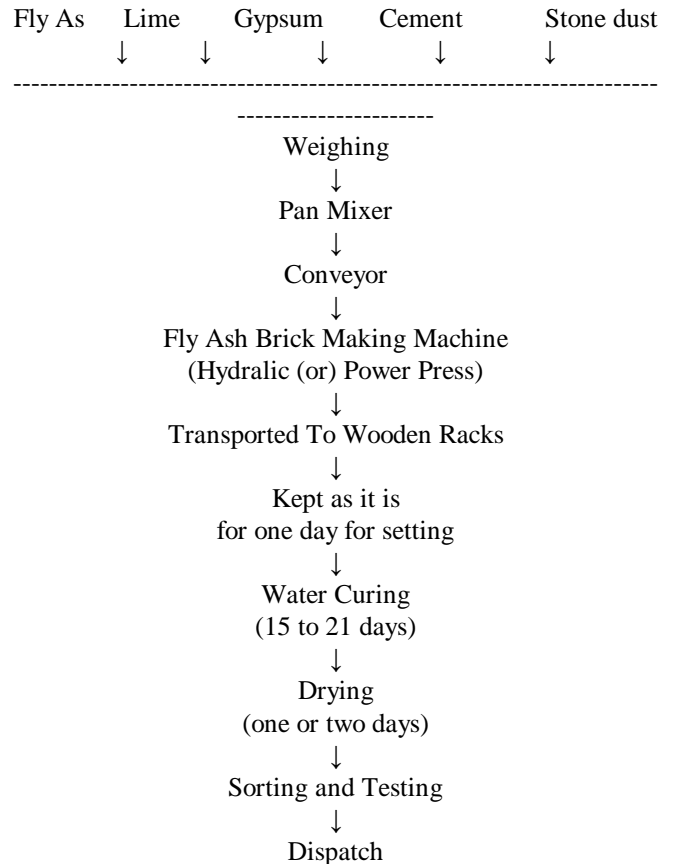 Fly As Lime Gypsum Cement Stone dust
↓ ↓ ↓ ↓ ↓
-----------------------------------------------------------------
----------------------
Weighing
↓
Pan Mixer
↓
Conveyor
↓
Fly Ash Brick Making Machine
(Hydralic (or) Power Press)
↓
Transported To Wooden Racks
↓
Kept as it is
for one day for setting
↓
Water Curing
(15 to 21 days)
↓
Drying
(one or two days)
↓
Sorting and Testing
↓
Dispatch